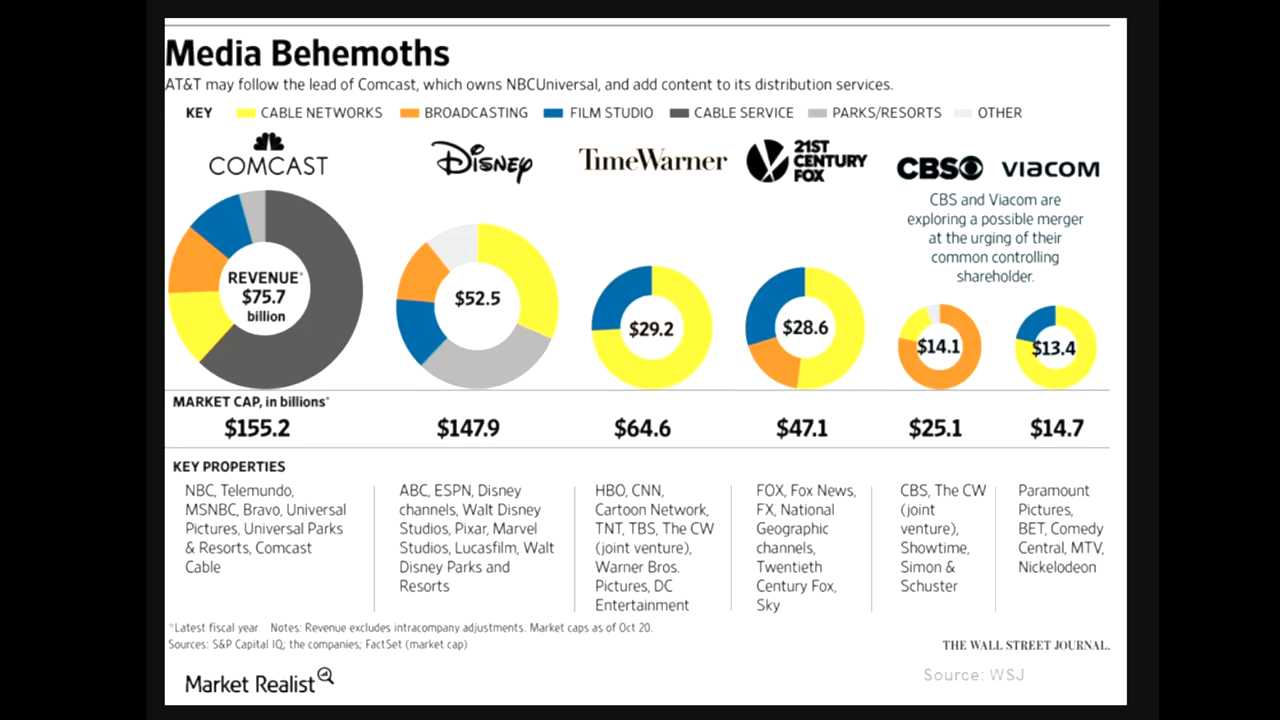 Media Behemoths
AT&T may follow the lead of Comcast, which owns NBCUniversal, and add content to its distribution services.
KEY CABLE NETWORKS BROADCASTING FILM STUDIO CABLE SERVICE PARKS/RESORTS OTHER
COMCAST
Disney
TimeWarner
21ST
CENTURY
FOX
CBS
VIACOM
CBS and Viacom are
exploring a possible merger
at the urging of their
common controlling
shareholder.
REVENUE*
$75.7
billion
$52.5
$29.2
$28.6
$14.1
$13.4
MARKET CAP, in billions*
$155.2
$147.9
$64.6
$47.1
$25.1
$14.7
KEY PROPERTIES
NBC, Telemundo,
MSNBC, Bravo, Universal
Pictures, Universal Parks
& Resorts, Comcast
Cable
ABC, ESPN, Disney
channels, Walt Disney
Studios, Pixar, Marvel
Studios, Lucasfilm, Walt
Disney Parks and
Resorts
HBO, CNN,
Cartoon Network,
TNT, TBS, The CW
(joint venture),
Warner Bros.
Pictures, DC
Entertainment
FOX, Fox News,
FX, National
Geographic
channels,
Twentieth
Century Fox,
Sky
CBS, The CW
(joint
venture),
Showtime,
Simon &
Schuster
Paramount
Pictures,
BET, Comedy
Central, MTV,
Nickelodeon
*Latest fiscal year Notes: Revenue excludes intracompany adjustments. Market caps as of Oct 20.
Sources: S&P Capital IQ; the companies; FactSet (market cap)
THE WALL STREET JOURNAL.
Market Realist
Source: WSJ